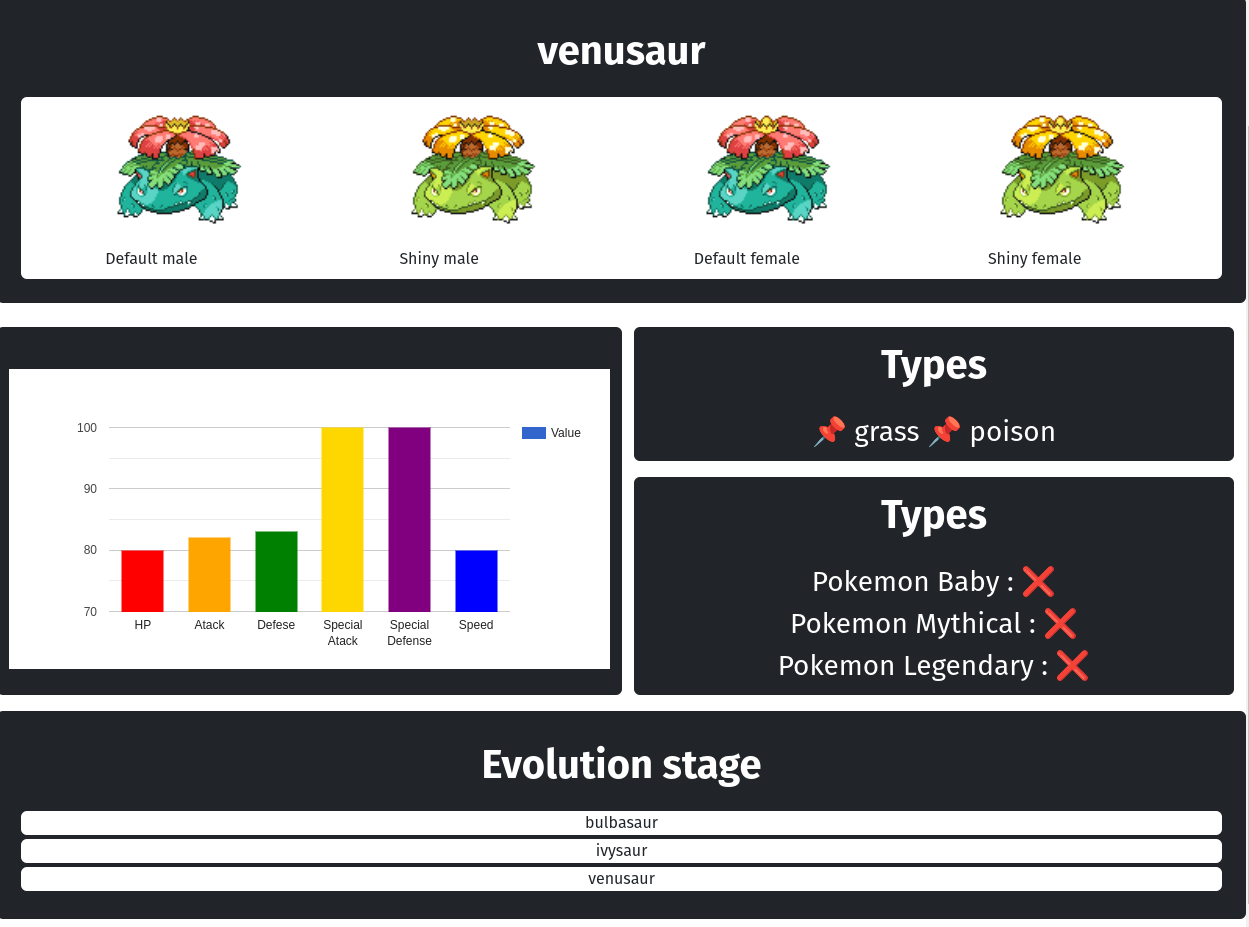 venusaur
Default male
Shiny male
Default female
Shiny female
100
90
80
70
Value
HP
Atack
Defese
Special
Atack
Special
Defense
Speed
Types
📌 grass 📌 poison
Types
Pokemon Baby : ❌
Pokemon Mythical : ❌
Pokemon Legendary : ❌
Evolution stage
bulbasaur
ivysaur
venusaur